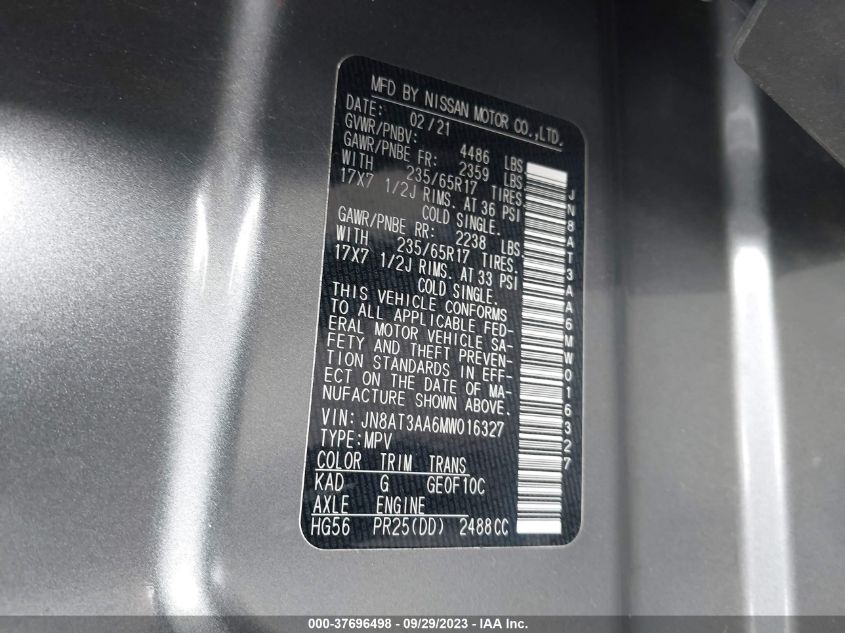 MFD BY NISSAN MOTOR CO.,LTD.
DATE: 02/21
GVWR/PNBV: 4486 LBS
GAWR/PNBE FR: 2359 LBS
WITH 235/65R17 TIRES
17X7 1/2J RIMS. AT 36 PSI
COLD SINGLE.
GAWR/PNBE RR: 2238 LBS.
WITH 235/65R17 TIRES.
17X7 1/2J RIMS. AT 33 PSI
COLD SINGLE.
THIS VEHICLE CONFORMS
TO ALL APPLICABLE FED-
ERAL MOTOR VEHICLE SA-
FETY AND THEFT PREVEN-
TION STANDARDS IN EFF-
ECT ON THE DATE OF MA-
NUFACTURE SHOWN ABOVE.
VIN: JN8AT3AA6MW016327
TYPE:MPV
COLOR TRIM TRANS
KAD G GE0F10C
AXLE ENGINE
HG56 PR25(DD) 2488CC
JN8AT3AA6MW016327
000-37696498 - 09/29/2023 - IAA Inc.